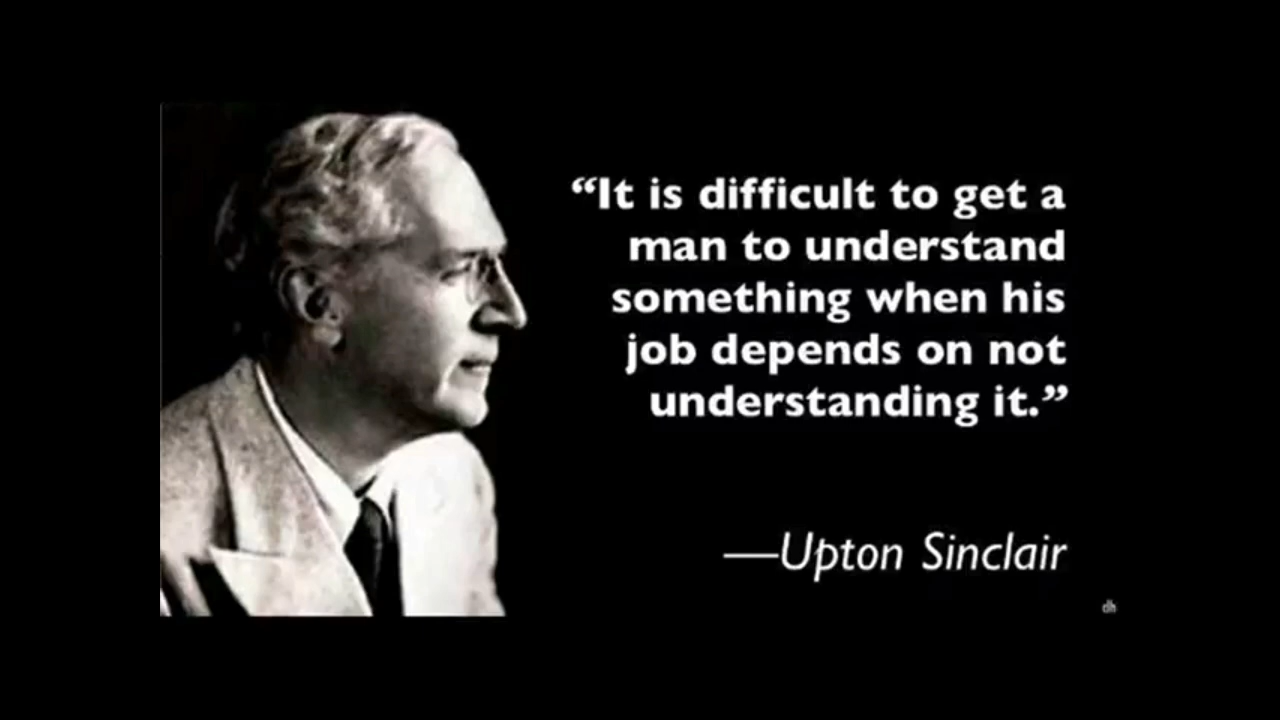 “It is difficult to get a
man to understand
something when his
job depends on not
understanding it.”
—Upton Sinclair
dh